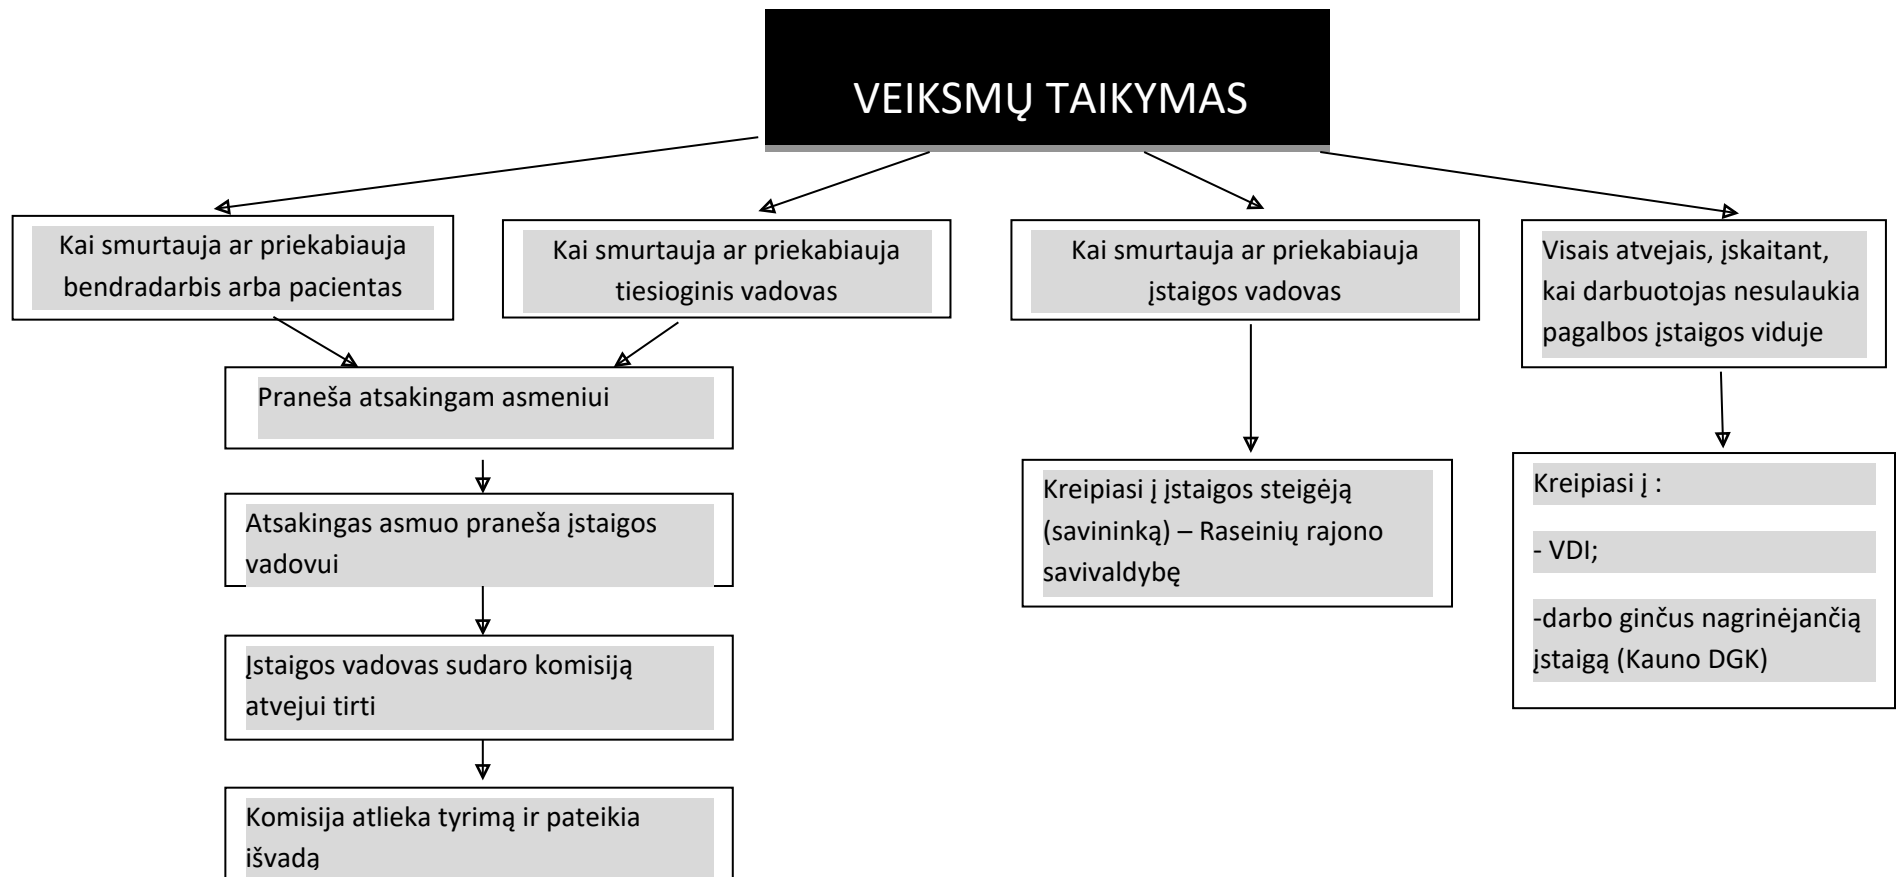 VEIKSMŲ TAIKYMAS
Kai smurtauja ar priekabiauja
bendradarbis arba pacientas
Kai smurtauja ar priekabiauja
tiesioginis vadovas
Kai smurtauja ar priekabiauja
įstaigos vadovas
Visais atvejais, įskaitant,
kai darbuotojas nesulaukia
pagalbos įstaigos viduje
Praneša atsakingam asmeniui
Atsakingas asmuo praneša įstaigos
vadovui
Įstaigos vadovas sudaro komisiją
atvejui tirti
Komisija atlieka tyrimą ir pateikia
išvadą
Kreipiasi į įstaigos steigėją
(savininką) – Raseinių rajono
savivaldybę
Kreipiasi į :
- VDI;
-darbo ginčus nagrinėjančią
įstaigą (Kauno DGK)